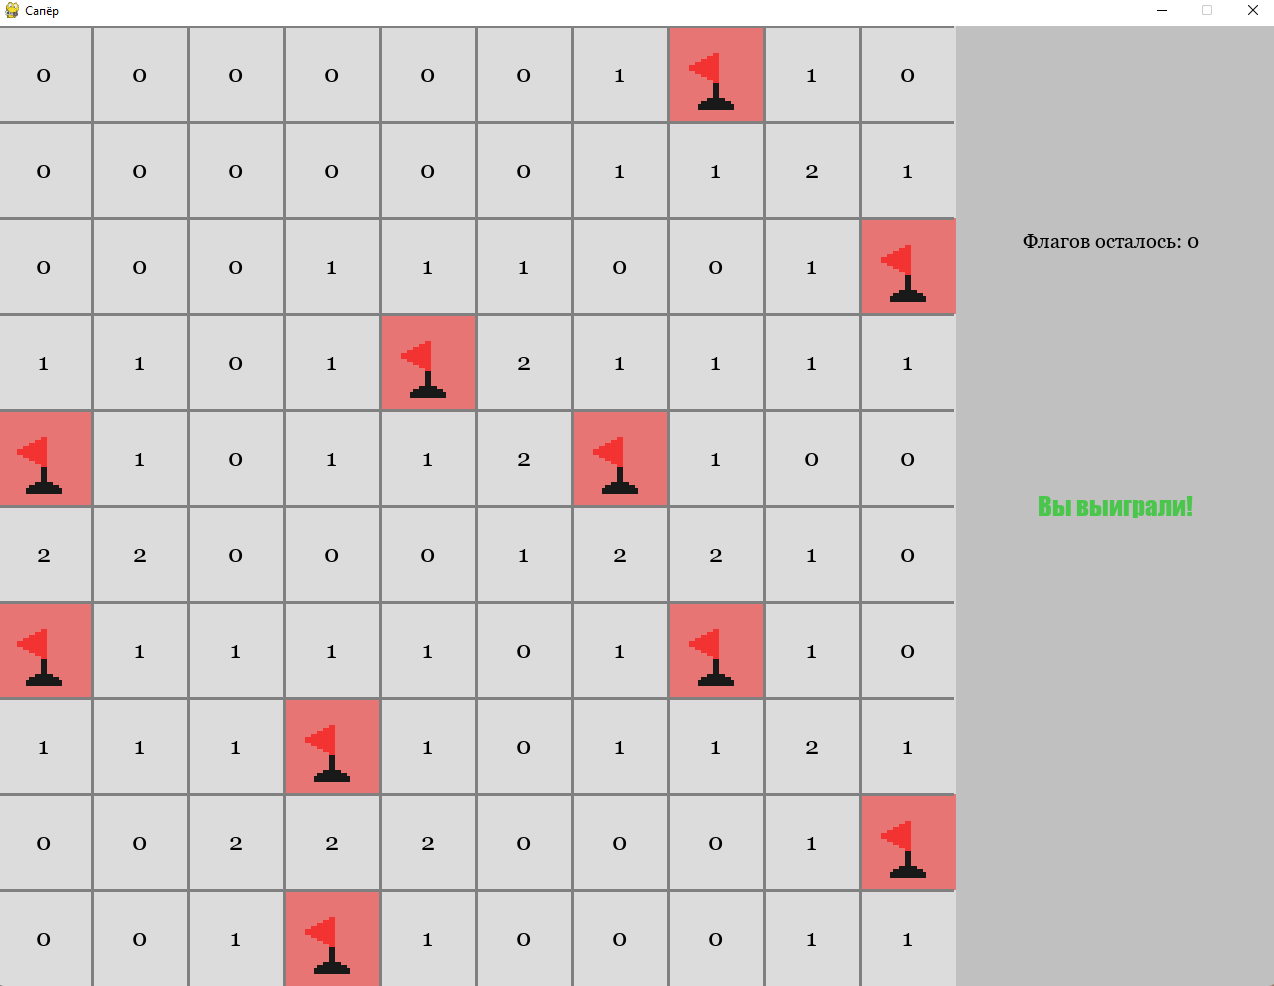 Сапёр
0 0 0 0 0 0 1 1 0
0 0 0 0 0 0 1 1 2 1
Флагов осталось: 0
0 0 0 1 1 1 0 0 1
1 1 0 1 2 1 1 1 1
1 0 1 1 2 1 0 0
Вы выиграли!
2 2 0 0 0 1 2 2 1 0
1 1 1 1 0 1 1 0
1 1 1 1 0 1 1 2 1
0 0 2 2 2 0 0 0 1
0 0 1 1 0 0 0 1 1